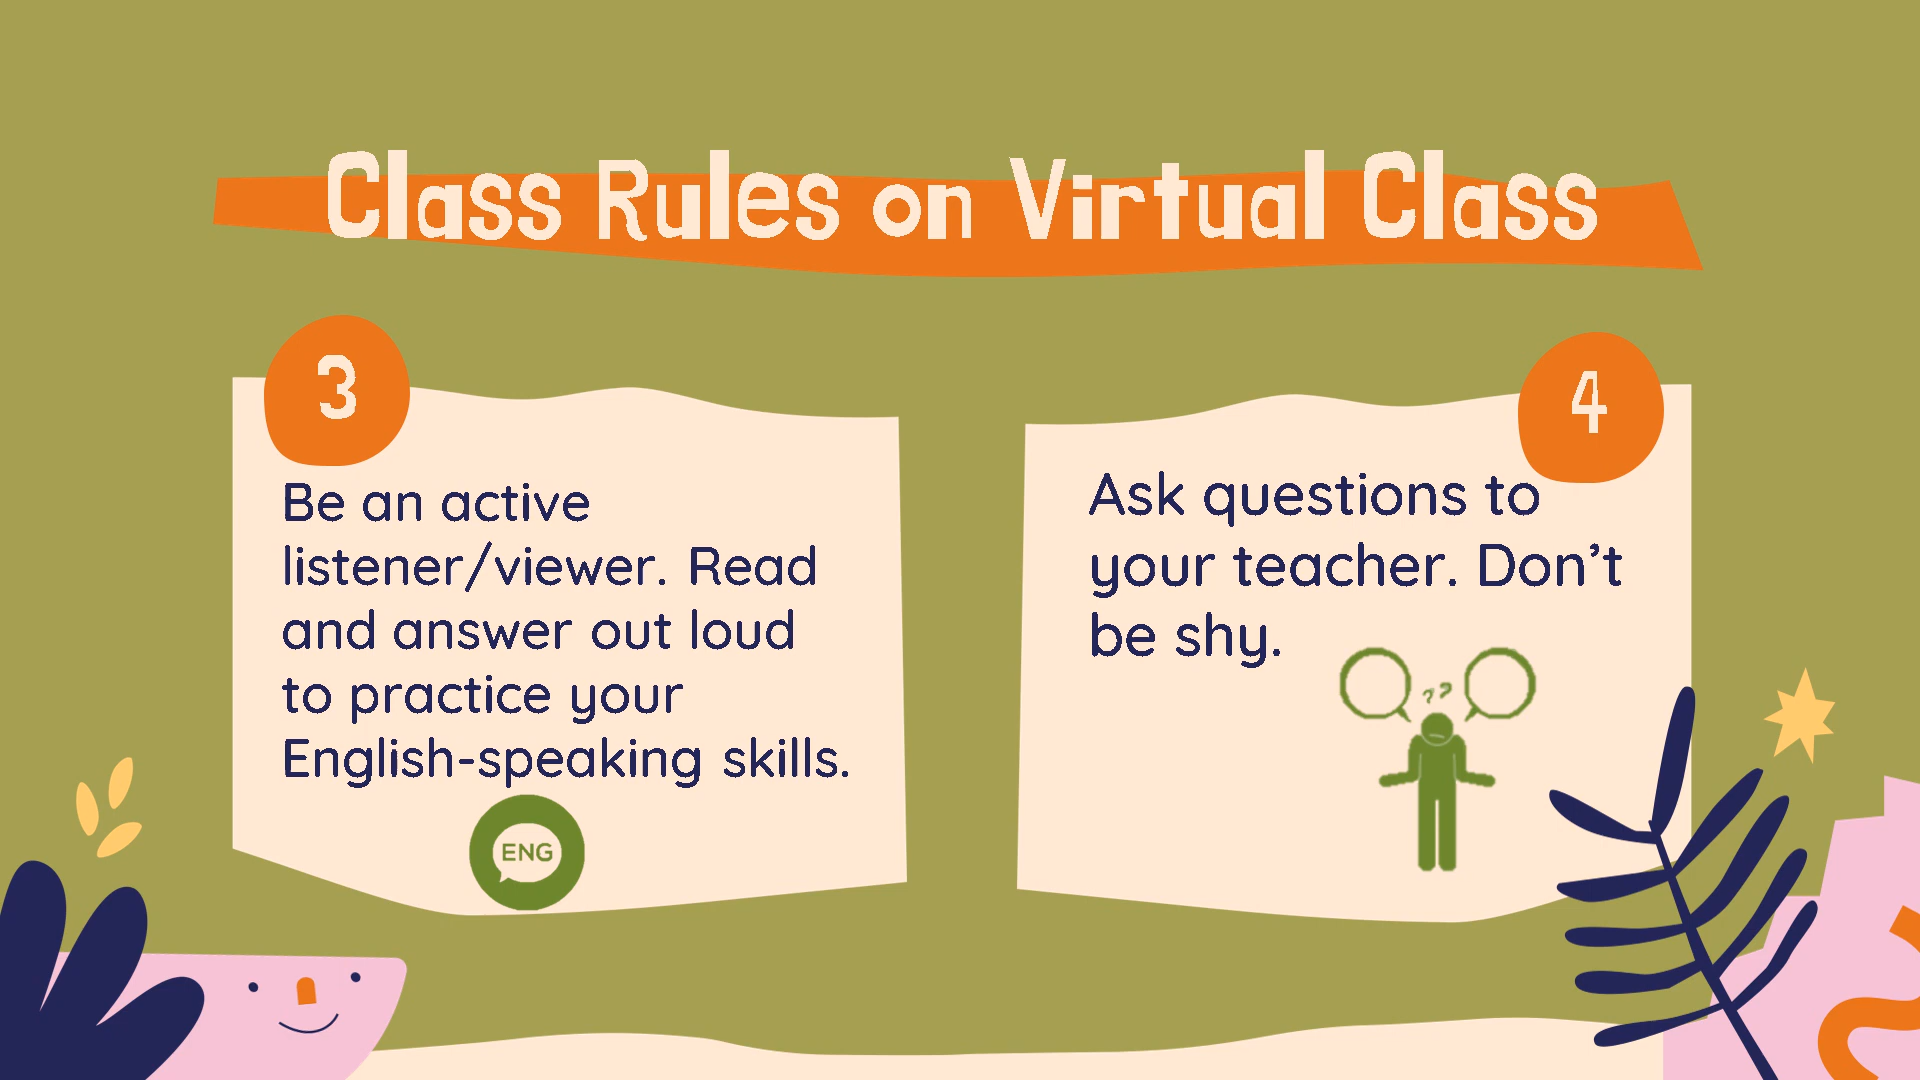 Class Rules on Virtual Class
3
Be an active
listener/viewer. Read
and answer out loud
to practice your
English-speaking skills.
ENG
4
Ask questions to
your teacher. Don’t
be shy.
? ?